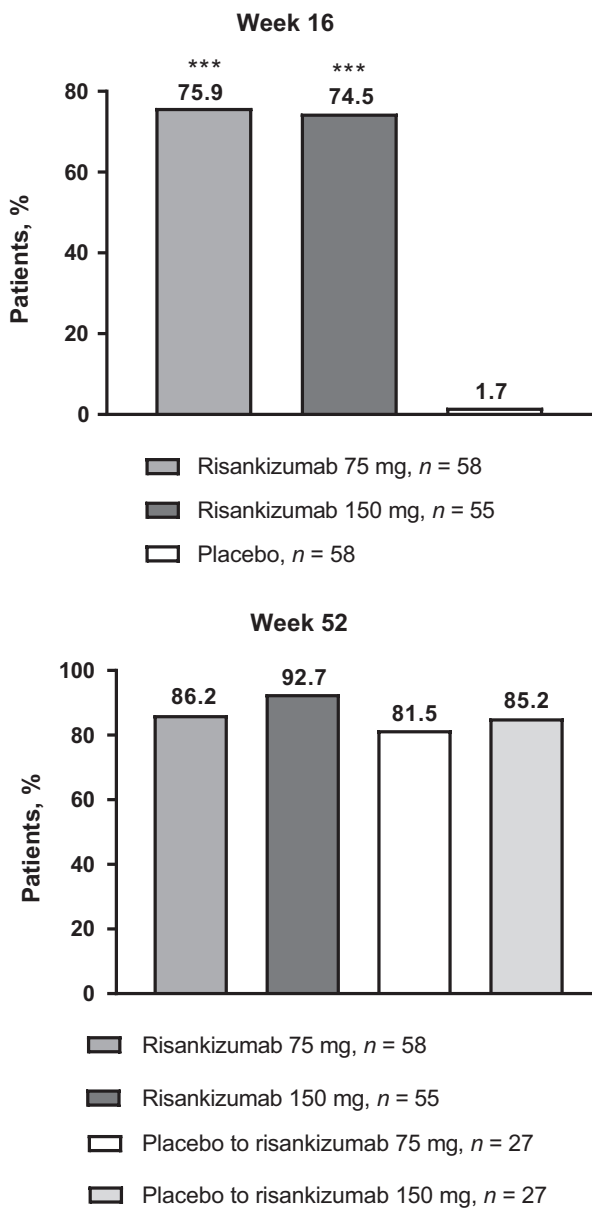 Week 16
Patients, %
80
60
40
20
0
***
75.9
***
74.5
1.7
Risankizumab 75 mg, n = 58
Risankizumab 150 mg, n = 55
Placebo, n = 58
Week 52
Patients, %
100
80
60
40
20
0
86.2
92.7
81.5
85.2
Risankizumab 75 mg, n = 58
Risankizumab 150 mg, n = 55
Placebo to risankizumab 75 mg, n = 27
Placebo to risankizumab 150 mg, n = 27